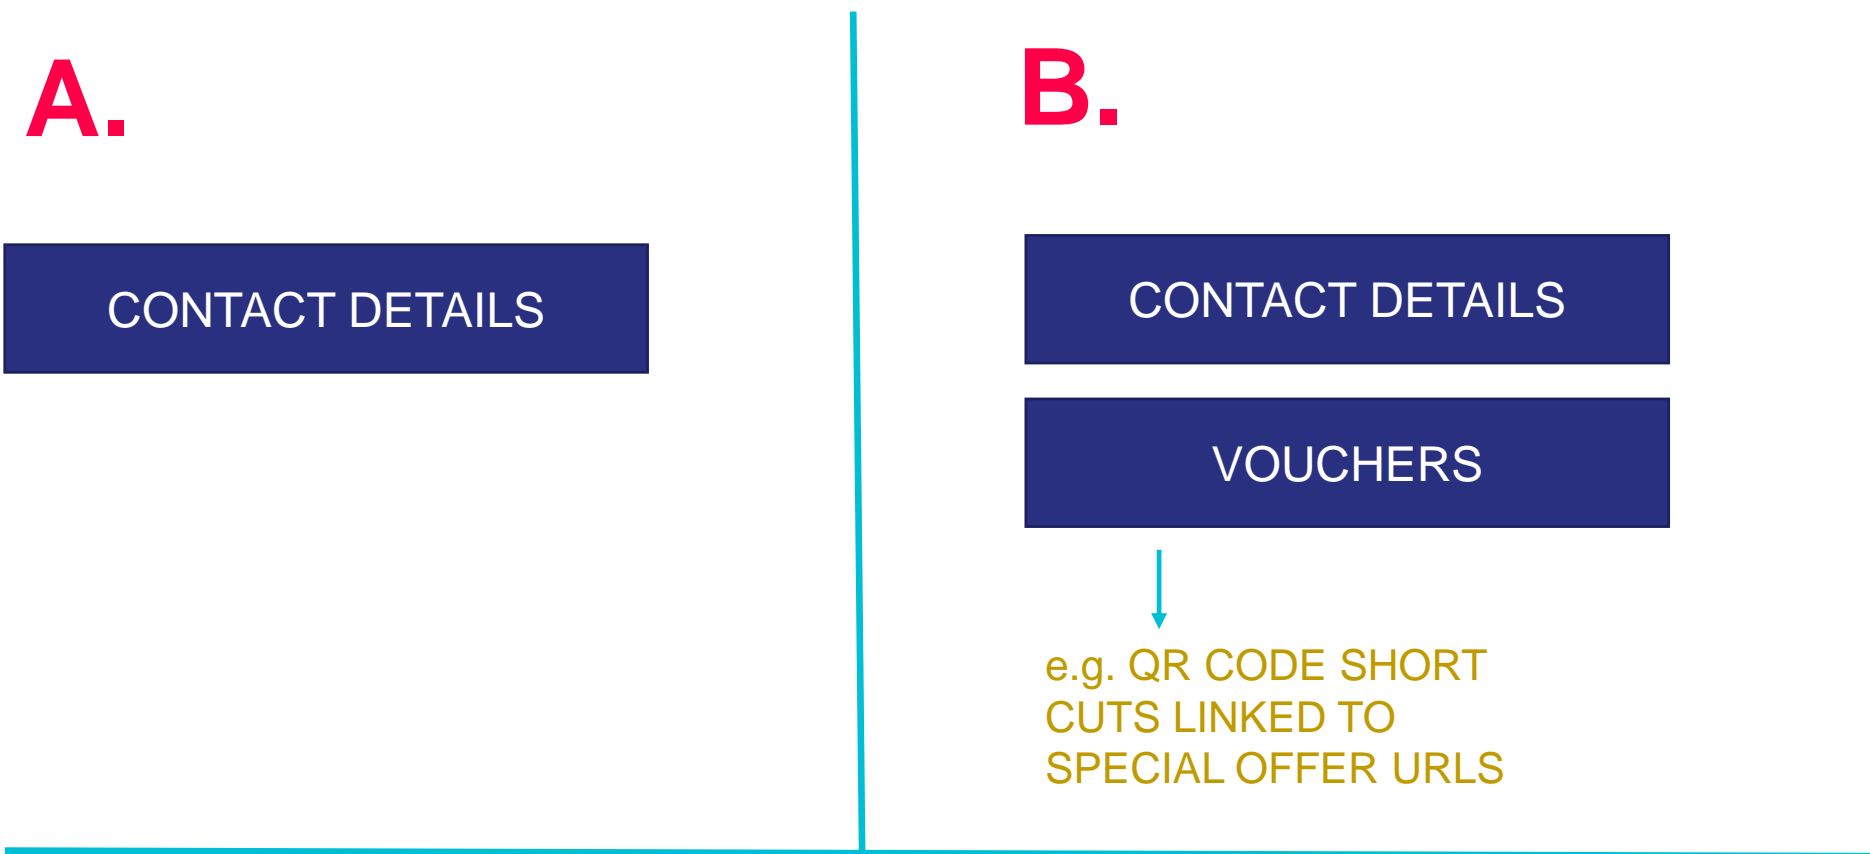 A.
CONTACT DETAILS
B.
CONTACT DETAILS
VOUCHERS
e.g. QR CODE SHORT
CUTS LINKED TO
SPECIAL OFFER URLS